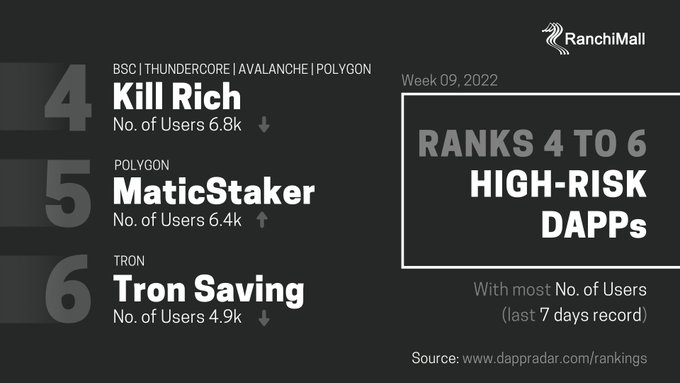 RanchiMall
4
BSC | THUNDERCORE | AVALANCHE | POLYGON
Kill Rich
No. of Users 6.8k
5
POLYGON
MaticStaker
No. of Users 6.4k
6
TRON
Tron Saving
No. of Users 4.9k
Week 09, 2022
RANKS 4 TO 6
HIGH-RISK
DAPPs
With most No. of Users
(last 7 days record)
Source: www.dappradar.com/rankings